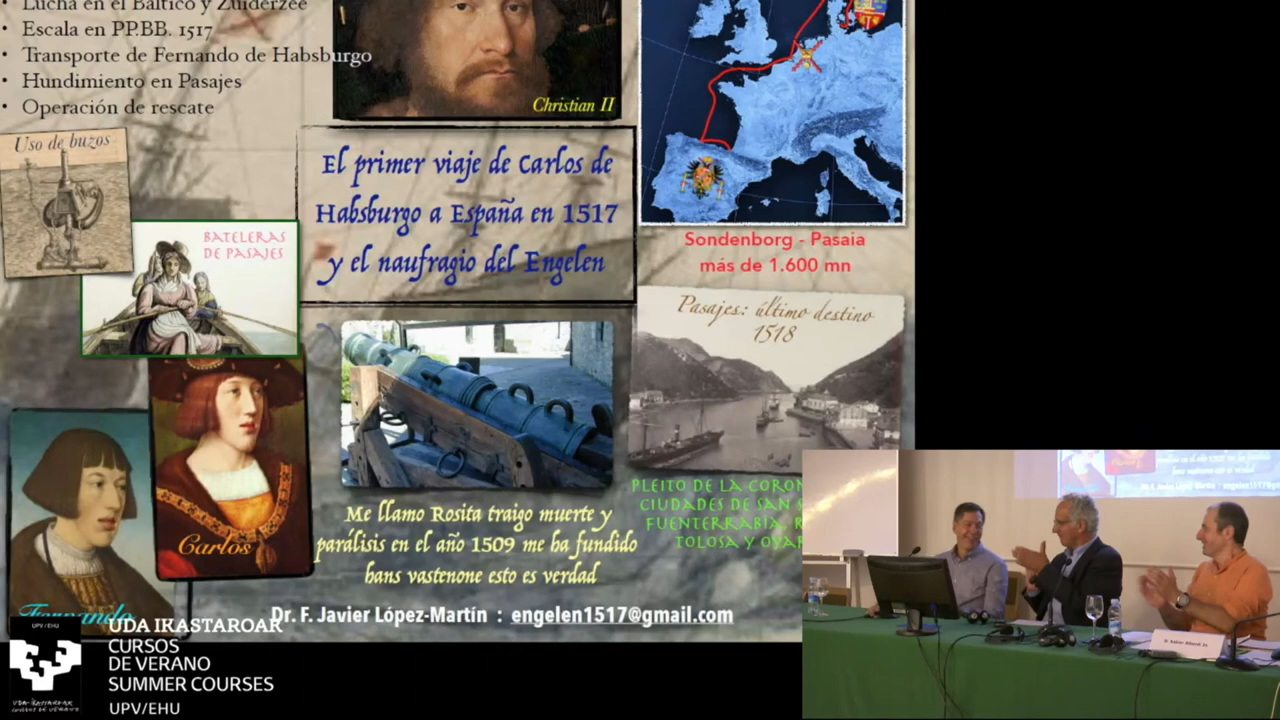 • Lucha en el Báltico y Zuiderzee
• Escala en PP.BB. 1517
• Transporte de Fernando de Habsburgo
• Hundimiento en Pasajes
• Operación de rescate
Christian II
Uso de buzos
BATELERAS
DE PASAJES
El primer viaje de Carlos de
Habsburgo a España en 1517
y el naufragio del Engelen
Sondenborg - Pasaia
más de 1.600 mn
Pasajes: último destino
1518
Carlos
Fernando
Me llamo Rosita traigo muerte y
parálisis en el año 1509 me ha fundido
hans vastenone esto es verdad
PLEITO DE LA CORON
CIUDADES DE SAN S
FUENTERRABÍA, R
TOLOSA Y OYAR
Dr. F. Javier López-Martín : engelen1517@gmail.com
UPV / EHU
UDA IKASTAROAK
CURSOS
DE VERANO
SUMMER COURSES
UPV/EHU